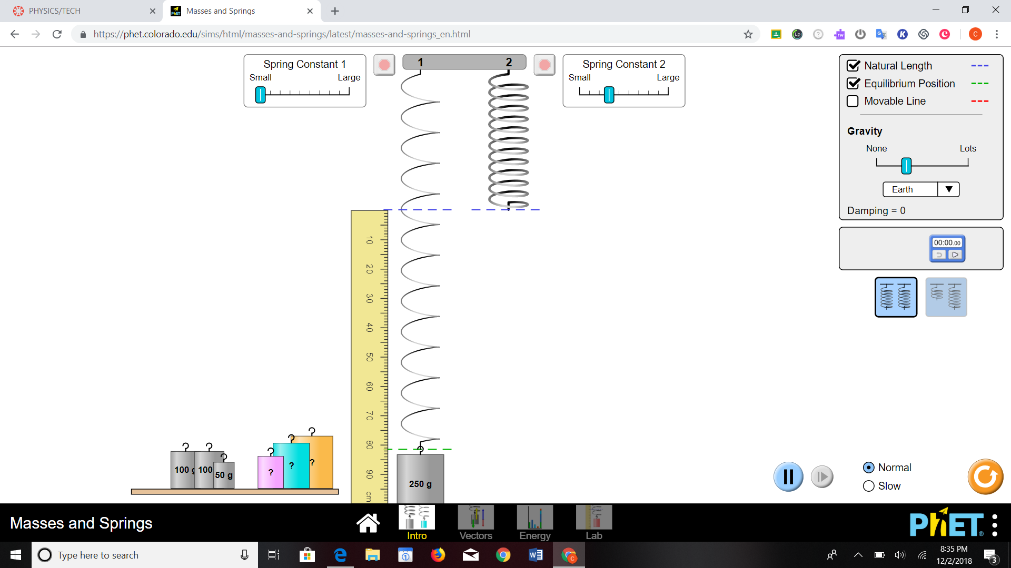 PHYSICS/TECH
Masses and Springs
https://phet.colorado.edu/sims/html/masses-and-springs/latest/masses-and-springs_en.html
Spring Constant 1
Small Large
1 2
Spring Constant 2
Small Large
Natural Length
Equilibrium Position
Movable Line
Gravity
None Lots
Earth
Damping = 0
00:00.00
10
20
30
40
50
60
70
80
90
cm
100 g
100
50 g
?
?
?
250 g
Normal
Slow
Masses and Springs
Intro
Vectors
Energy
Lab
PhET
Type here to search
8:35 PM
12/2/2018
3